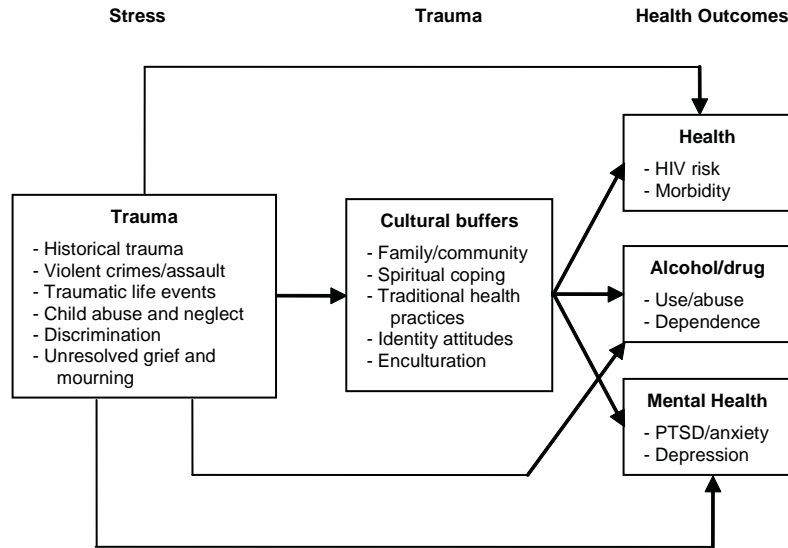 Stress
Trauma
Health Outcomes
Trauma
- Historical trauma
- Violent crimes/assault
- Traumatic life events
- Child abuse and neglect
- Discrimination
- Unresolved grief and
mourning
Cultural buffers
- Family/community
- Spiritual coping
- Traditional health
practices
- Identity attitudes
- Enculturation
Health
- HIV risk
- Morbidity
Alcohol/drug
- Use/abuse
- Dependence
Mental Health
- PTSD/anxiety
- Depression